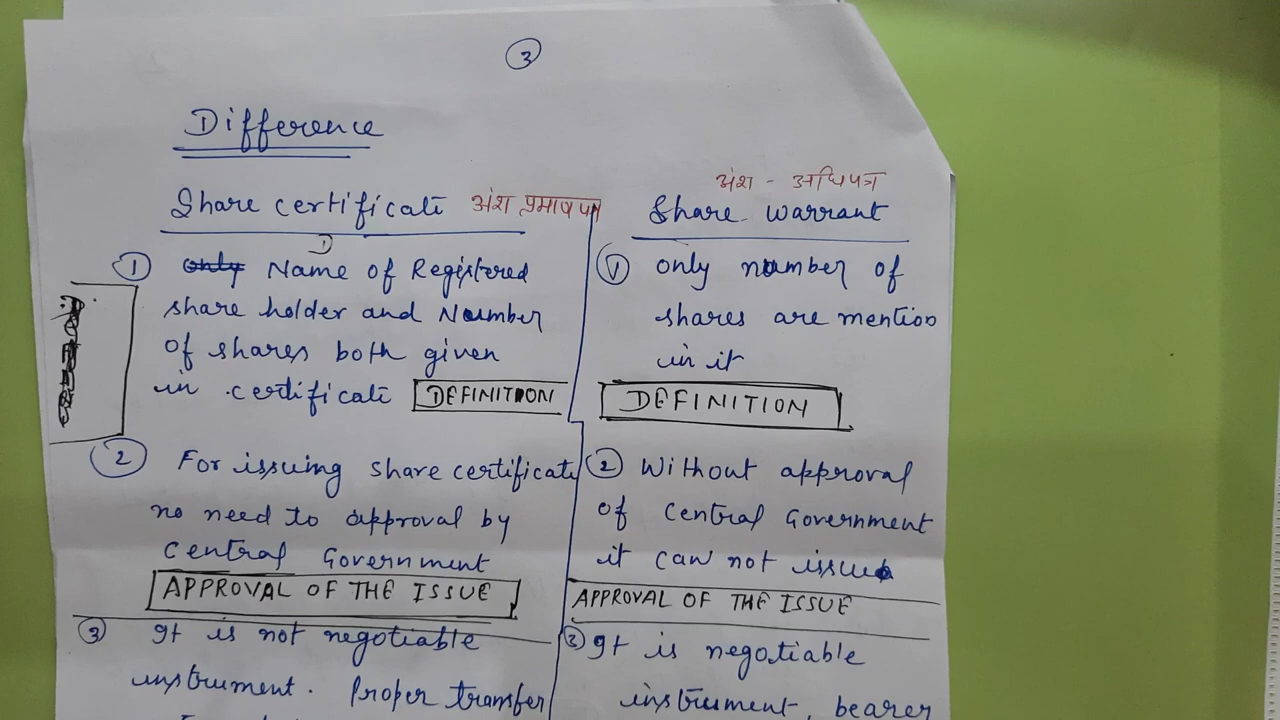 3
Difference
Share certificate अंश प्रमाण पत्र
1 only Name of Registered
share holder and Number
of shares both given
in certificate DEFINITION
2 For issuing share certificate
no need to approval by
Central Government
APPROVAL OF THE ISSUE
3 It is not negotiable
instrument. Proper transfer
अंश - अधिपत्र
Share warrant
1 only number of
shares are mention
in it
DEFINITION
2 Without approval
of Central Government
it can not issue
APPROVAL OF THE ISSUE
3 It is negotiable
instrument, bearer